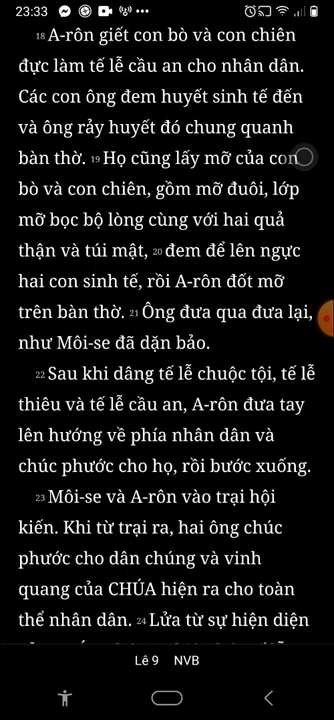 23:33
18 A-rôn giết con bò và con chiên
đực làm tế lễ cầu an cho nhân dân.
Các con ông đem huyết sinh tế đến
và ông rảy huyết đó chung quanh
bàn thờ. 19 Họ cũng lấy mỡ của con
bò và con chiên, gồm mỡ đuôi, lớp
mỡ bọc bộ lòng cùng với hai quả
thận và túi mật, 20 đem để lên ngực
hai con sinh tế, rồi A-rôn đốt mỡ
trên bàn thờ. 21 Ông đưa qua đưa lại,
như Môi-se đã dặn bảo.
22 Sau khi dâng tế lễ chuộc tội, tế lễ
thiêu và tế lễ cầu an, A-rôn đưa tay
lên hướng về phía nhân dân và
chúc phước cho họ, rồi bước xuống.
23 Môi-se và A-rôn vào trại hội
kiến. Khi từ trại ra, hai ông chúc
phước cho dân chúng và vinh
quang của CHÚA hiện ra cho toàn
thể nhân dân. 24 Lửa từ sự hiện diện
Lê 9 NVB